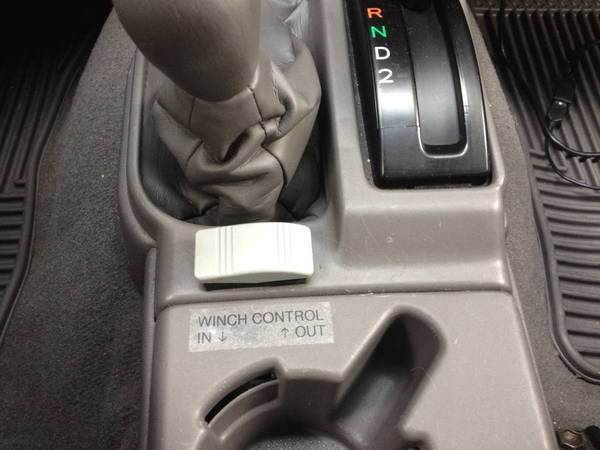 R
N
D
2
WINCH CONTROL
IN ↓ ↑ OUT